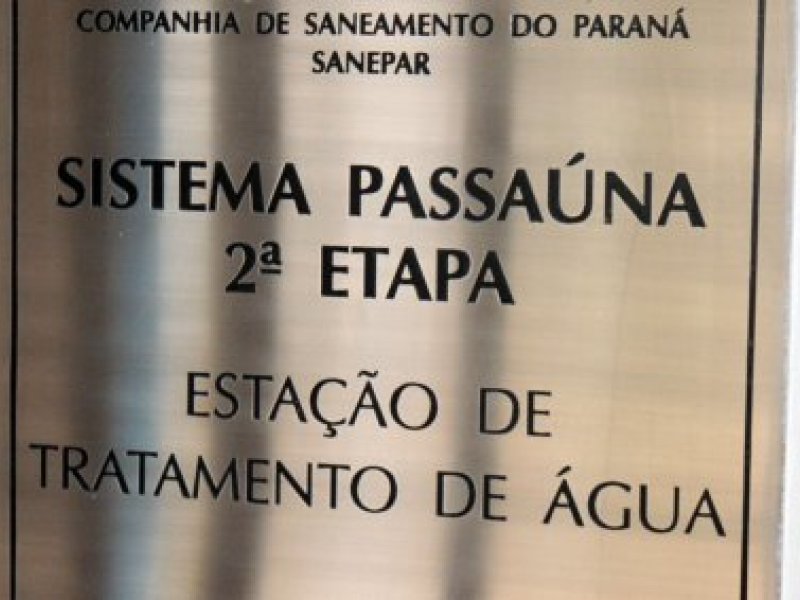 COMPANHIA DE SANEAMENTO DO PARANÁ
SANEPAR
SISTEMA PASSAÚNA
2ª ETAPA
ESTAÇÃO DE
TRATAMENTO DE ÁGUA